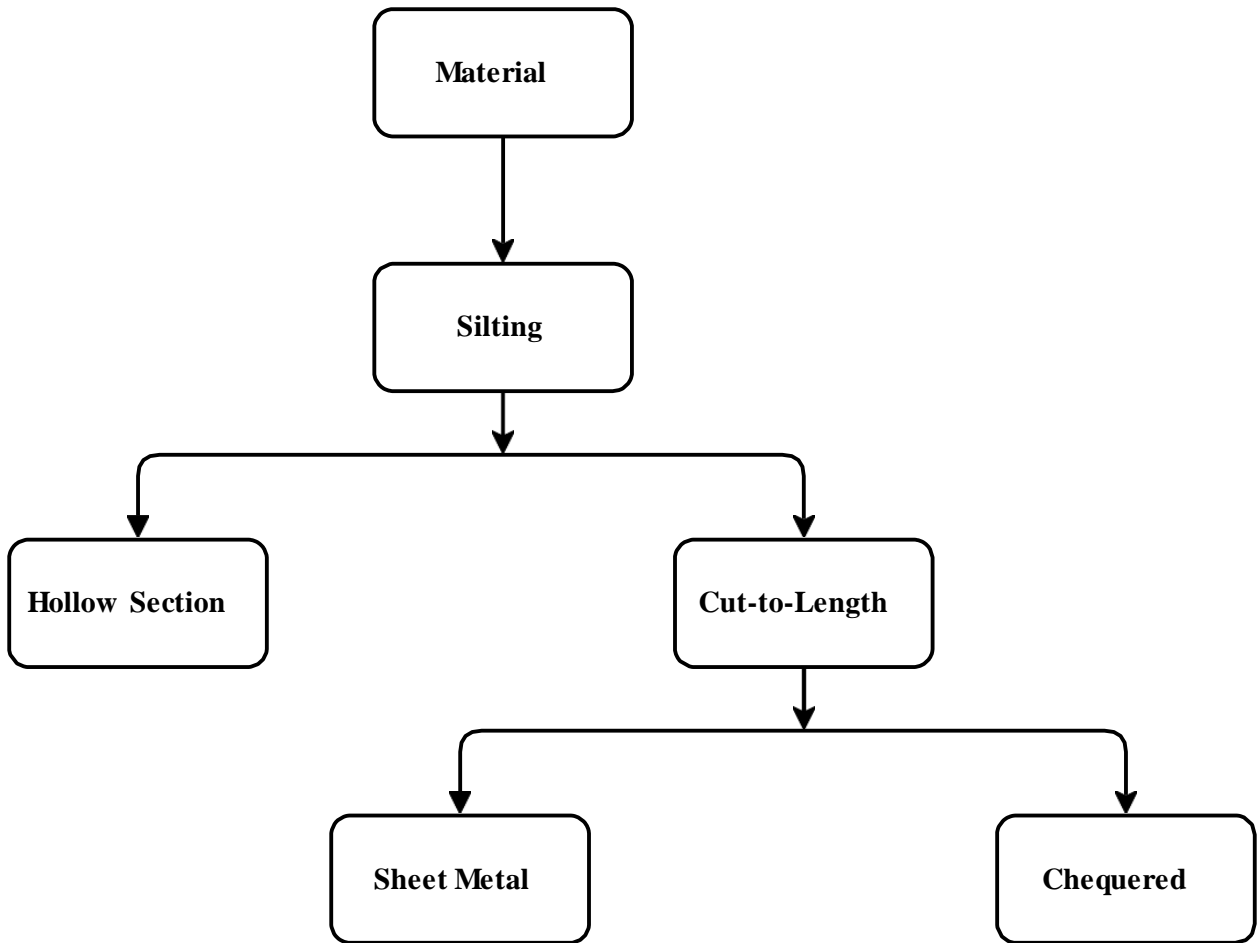 Material
Silting
Hollow Section
Cut-to-Length
Sheet Metal
Chequered